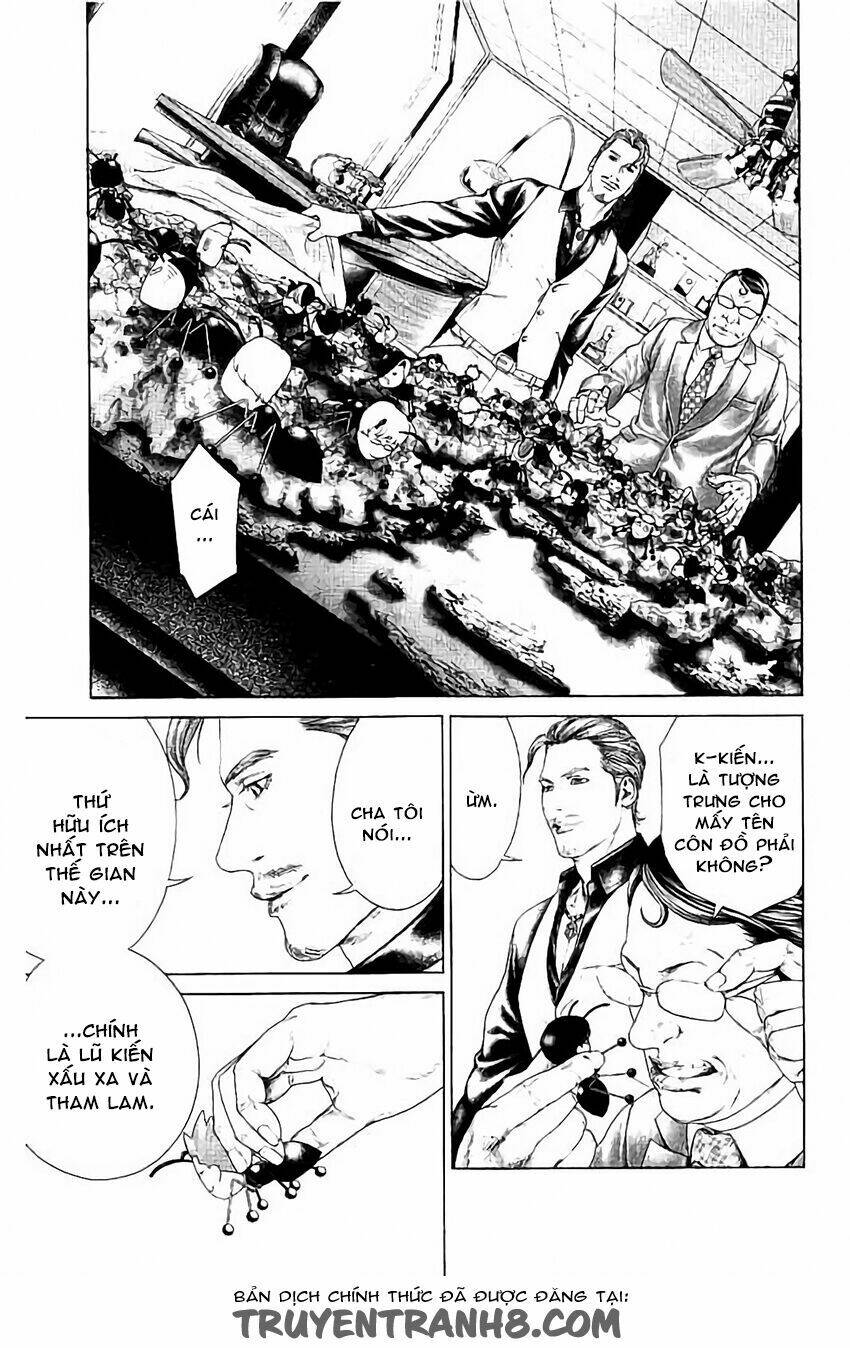 CÁI
...
K-KIẾN...
LÀ TƯỢNG
TRƯNG CHO
MẤY TÊN
CÔN ĐỒ PHẢI
KHÔNG?
ỪM.
CHA TÔI
NÓI...
THỨ
HỮU ÍCH
NHẤT TRÊN
THẾ GIAN
NÀY...
...CHÍNH
LÀ LŨ KIẾN
XẤU XA VÀ
THAM LAM.
BẢN DỊCH CHÍNH THỨC ĐÃ ĐƯỢC ĐĂNG TẠI:
TRUYENTRANH8.COM